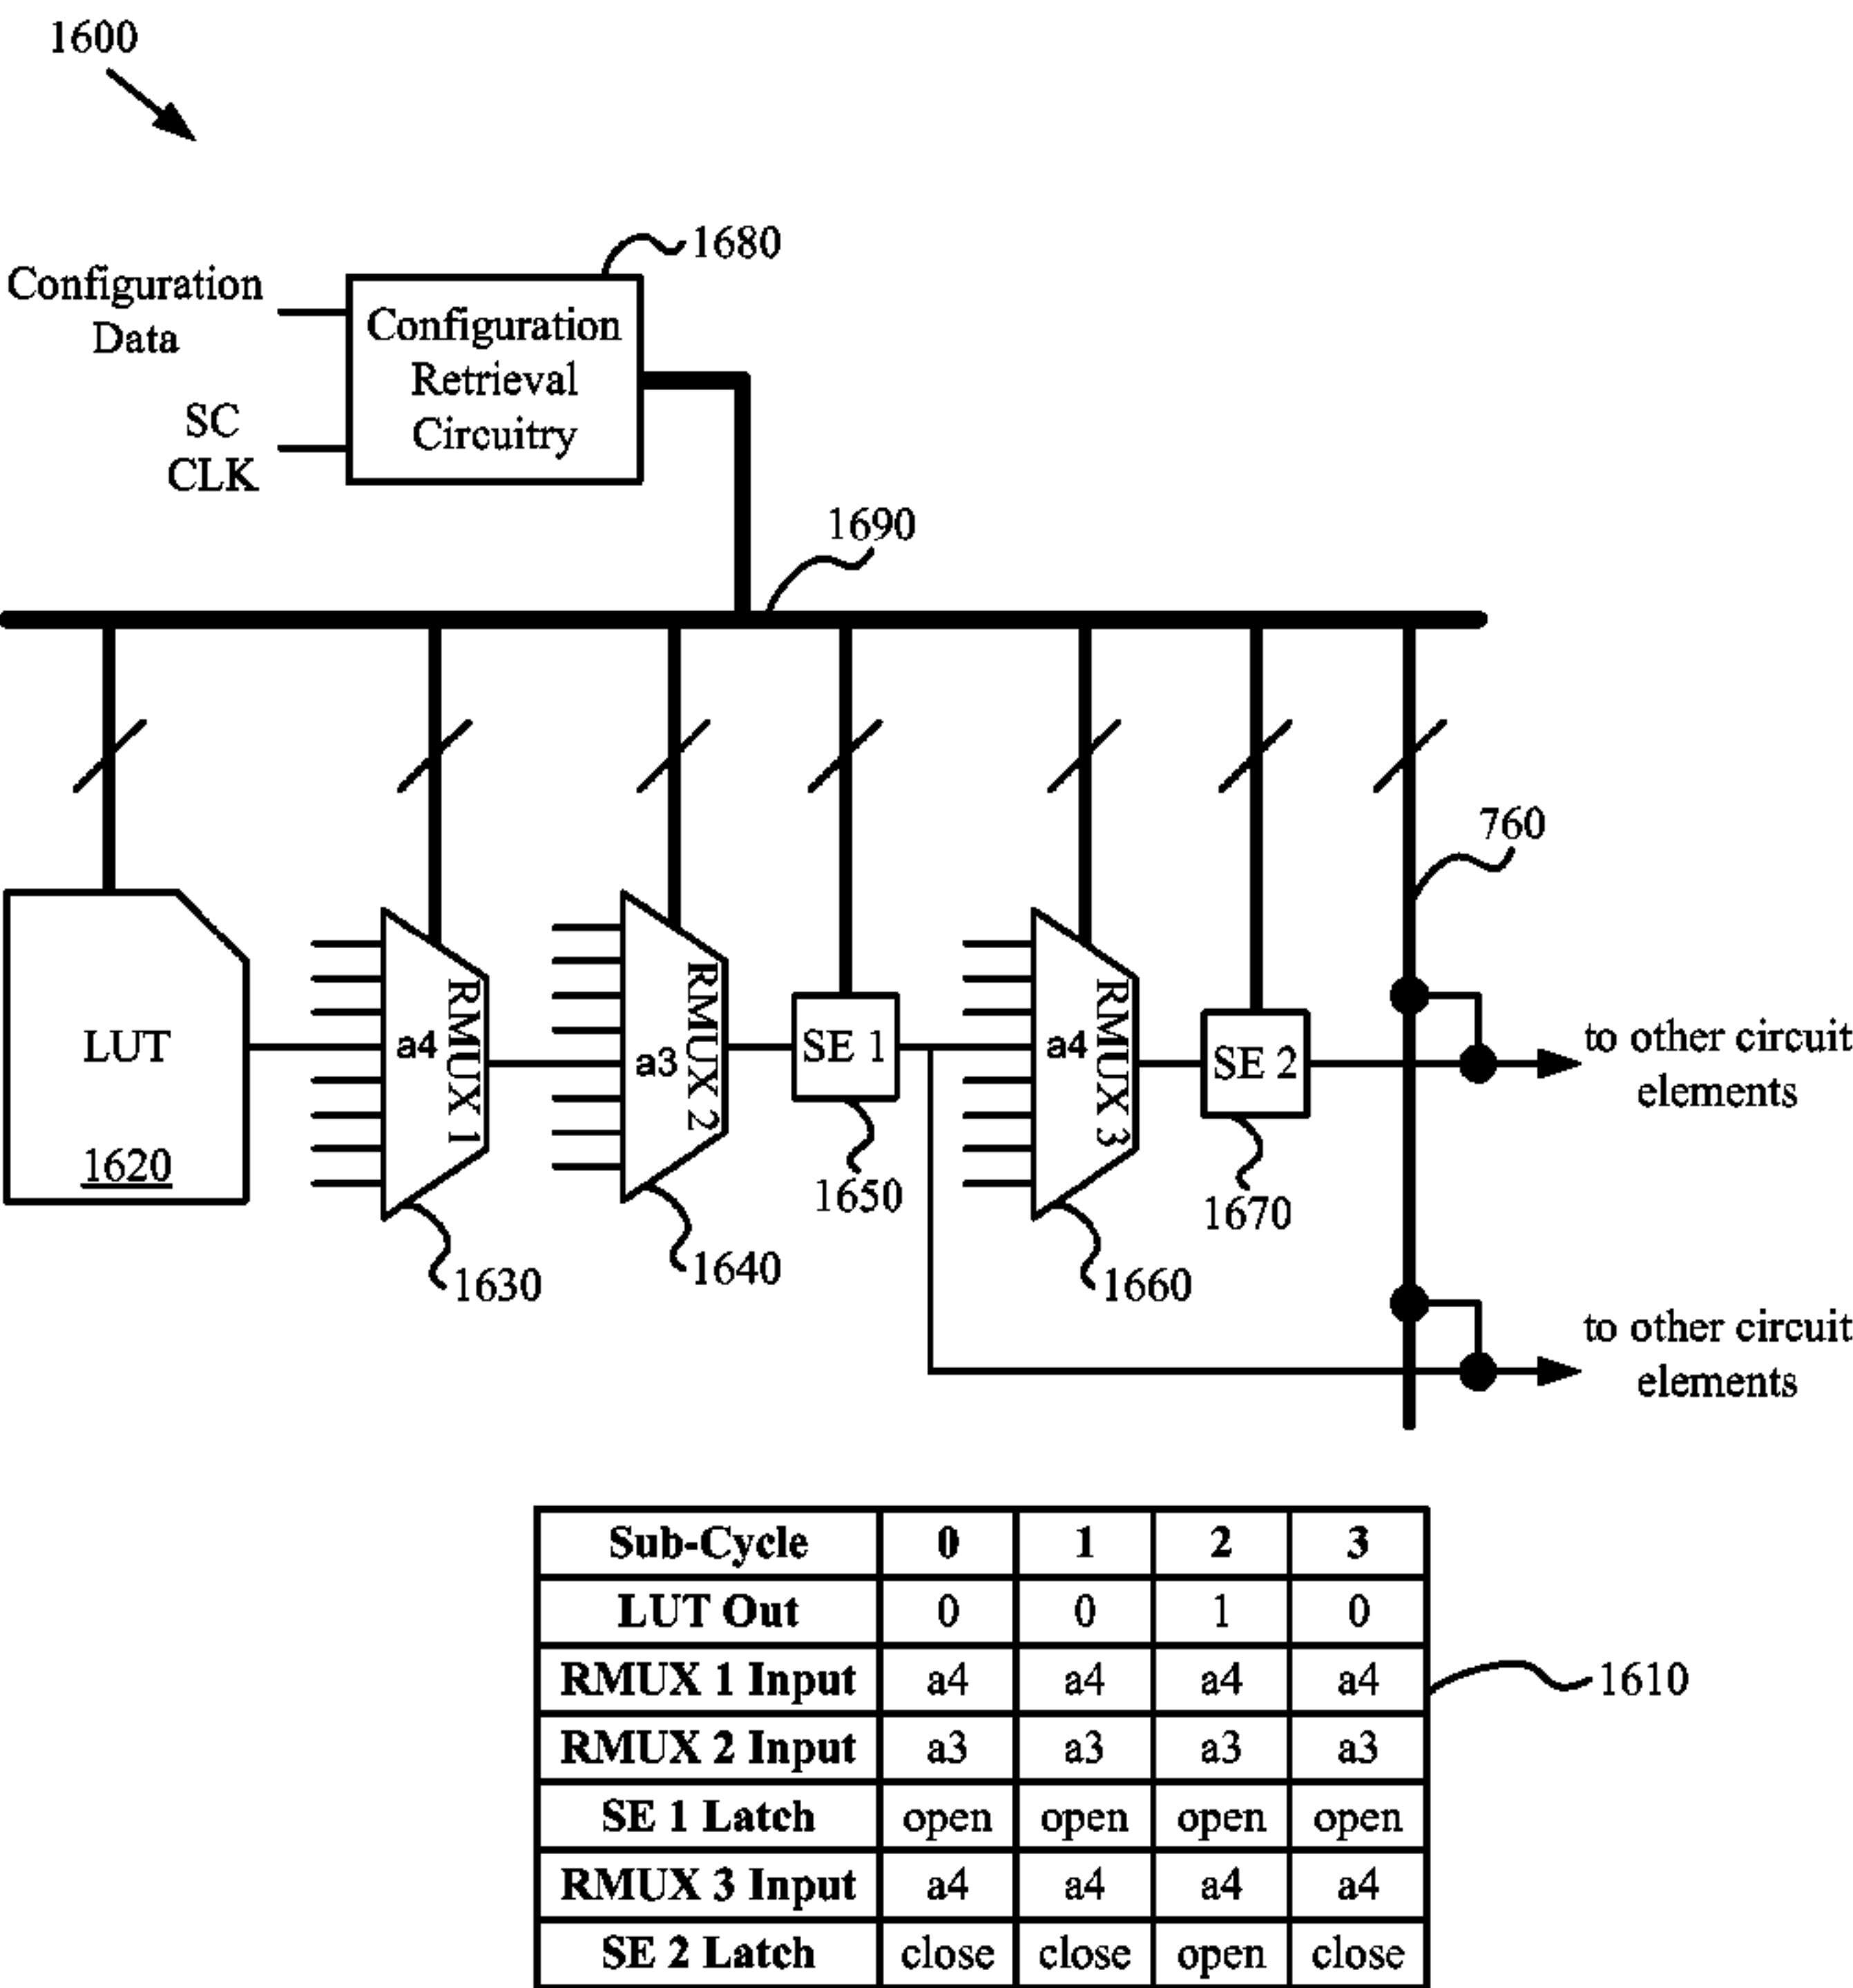 1600
1680
Configuration
Data
SC
CLK
Configuration
Retrieval
Circuitry
1690
760
LUT
1620
a4
RMUX 1
1630
a3
RMUX 2
1640
SE 1
1650
a4
RMUX 3
1660
SE 2
1670
to other circuit
elements
to other circuit
elements
Sub-Cycle 0 1 2 3
LUT Out 0 0 1 0
RMUX 1 Input a4 a4 a4 a4
RMUX 2 Input a3 a3 a3 a3
SE 1 Latch open open open open
RMUX 3 Input a4 a4 a4 a4
SE 2 Latch close close open close
1610